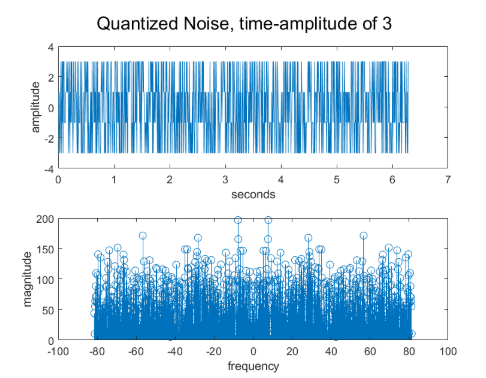 Quantized Noise, time-amplitude of 3
4
2
0
-2
-4
amplitude
0 1 2 3 4 5 6 7
seconds
200
150
100
50
0
magnitude
-100 -80 -60 -40 -20 0 20 40 60 80 100
frequency